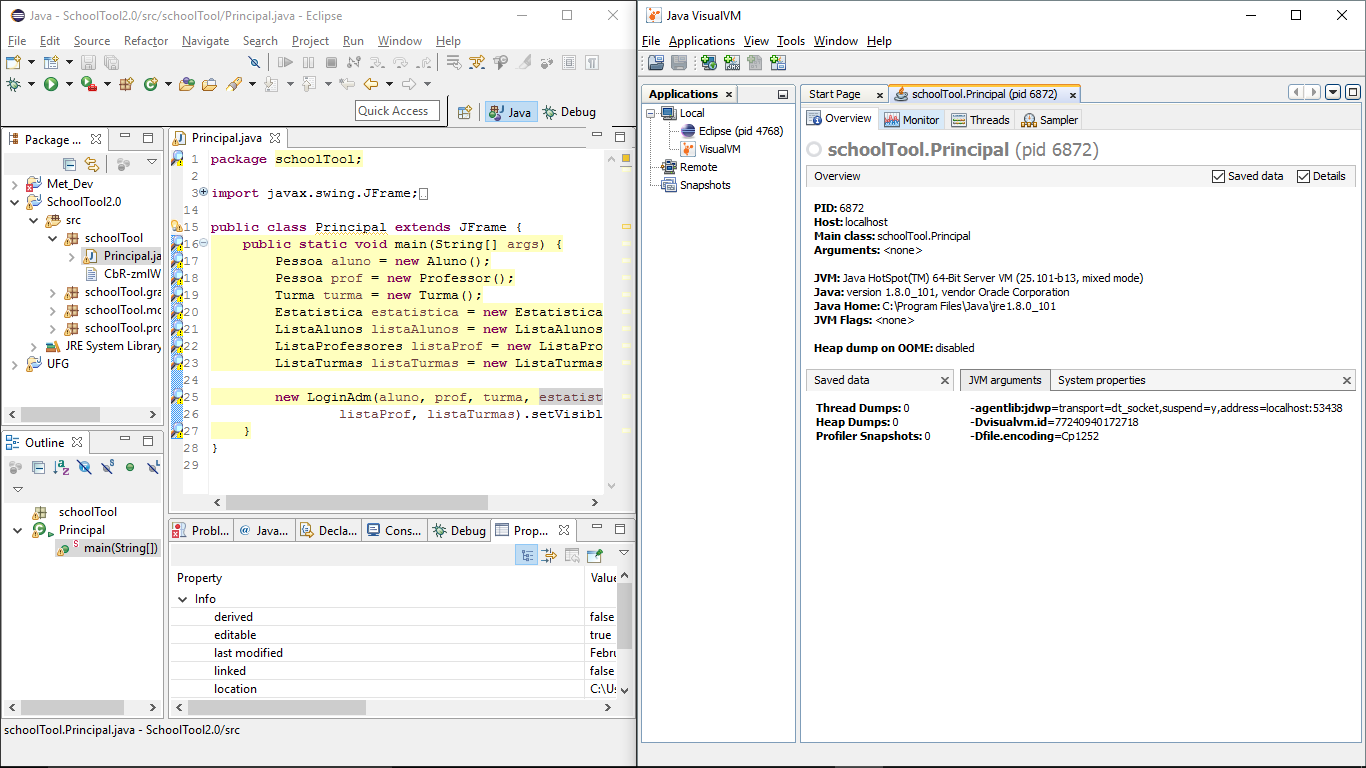 Java - SchoolTool2.0/src/schoolTool/Principal.java - Eclipse
File Edit Source Refactor Navigate Search Project Run Window Help
Quick Access
Java
Debug
Package ...
Met_Dev
SchoolTool2.0
src
schoolTool
Principal.ja
CbR-zmlW
schoolTool.gra
schoolTool.mo
schoolTool.pro
JRE System Library
UFG
Outline
schoolTool
Principal
main(String[])
Principal.java
1 package schoolTool;
2
3 import javax.swing.JFrame;
14
15 public class Principal extends JFrame {
16 public static void main(String[] args) {
17 Pessoa aluno = new Aluno();
18 Pessoa prof = new Professor();
19 Turma turma = new Turma();
20 Estatistica estatistica = new Estatistica
21 ListaAlunos listaAlunos = new ListaAlunos
22 ListaProfessores listaProf = new ListaPro
23 ListaTurmas listaTurmas = new ListaTurmas
24
25 new LoginAdm(aluno, prof, turma, estatist
26 listaProf, listaTurmas).setVisibl
27 }
28 }
29
Probl... Java... Decla... Cons... Debug Prop...
Property Value
Info
derived false
editable true
last modified Febru
linked false
location C:\Us
schoolTool.Principal.java - SchoolTool2.0/src
Java VisualVM
File Applications View Tools Window Help
Applications
Local
Eclipse (pid 4768)
VisualVM
Remote
Snapshots
Start Page schoolTool.Principal (pid 6872)
Overview Monitor Threads Sampler
schoolTool.Principal (pid 6872)
Overview Saved data Details
PID: 6872
Host: localhost
Main class: schoolTool.Principal
Arguments: <none>
JVM: Java HotSpot(TM) 64-Bit Server VM (25.101-b13, mixed mode)
Java: version 1.8.0_101, vendor Oracle Corporation
Java Home: C:\Program Files\Java\jre1.8.0_101
JVM Flags: <none>
Heap dump on OOME: disabled
Saved data
Thread Dumps: 0
Heap Dumps: 0
Profiler Snapshots: 0
JVM arguments System properties
-agentlib:jdwp=transport=dt_socket,suspend=y,address=localhost:53438
-Dvisualvm.id=77240940172718
-Dfile.encoding=Cp1252